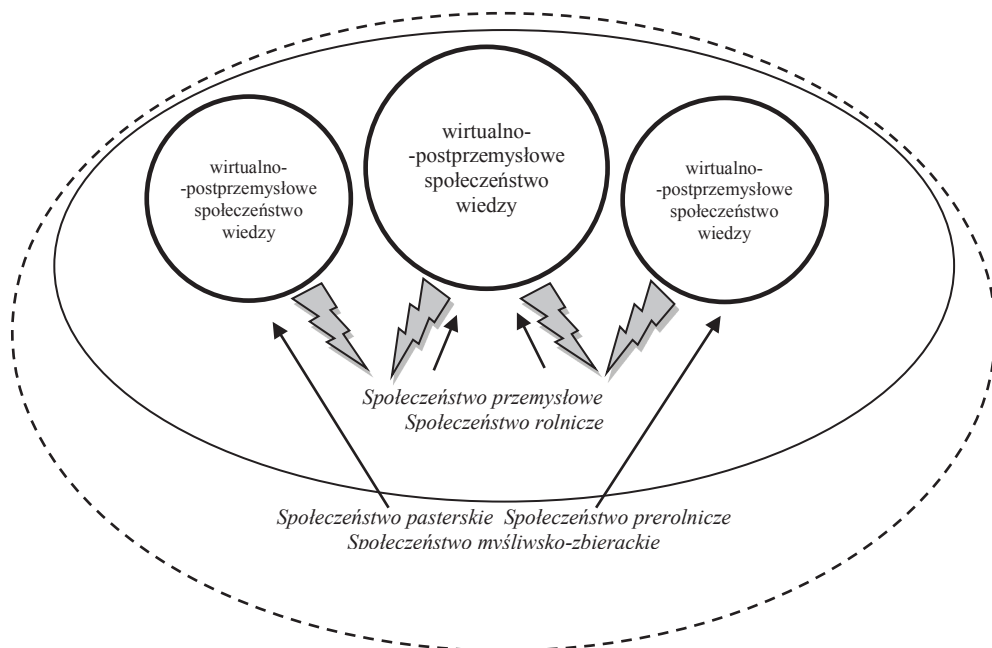 wirtualno-
-postprzemysłowe
społeczeństwo
wiedzy
wirtualno-
-postprzemysłowe
społeczeństwo
wiedzy
wirtualno-
-postprzemysłowe
społeczeństwo
wiedzy
Społeczeństwo przemysłowe
Społeczeństwo rolnicze
Społeczeństwo pasterskie Społeczeństwo prerolnicze
Społeczeństwo myśliwsko-zbierackie